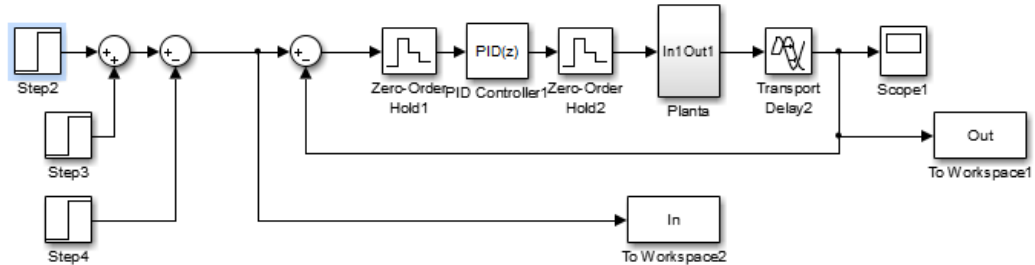 Step2
+
+
+
−
+
−
Zero-Order
Hold1
PID(z)
PID Controller1
Zero-Order
Hold2
In1 Out1
Planta
Transport
Delay2
Scope1
Step3
Out
To Workspace1
Step4
In
To Workspace2